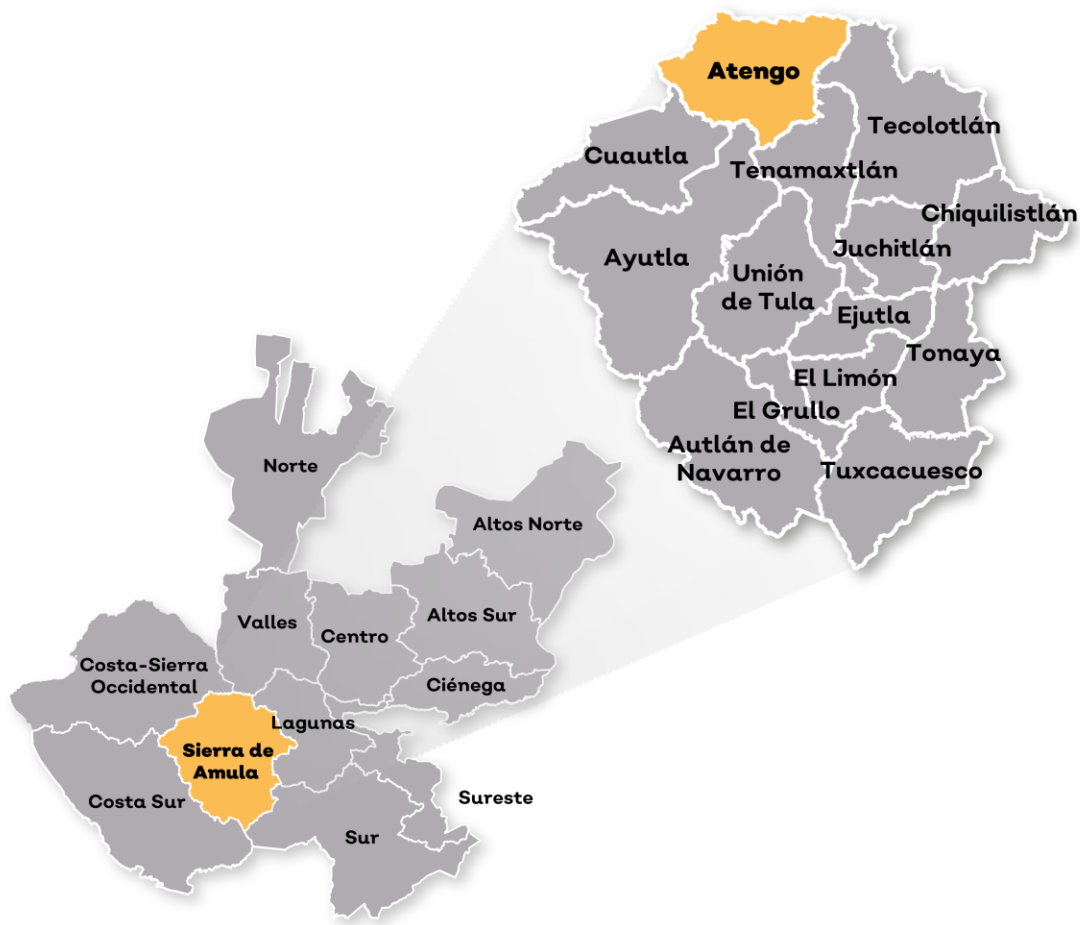 Atengo
Tecolotlán
Cuautla
Tenamaxtlán
Chiquilistlán
Juchitlán
Ayutla
Unión
de Tula
Ejutla
Tonaya
El Limón
El Grullo
Autlán de
Navarro
Tuxcacuesco
Norte
Altos Norte
Valles
Centro
Altos Sur
Costa-Sierra
Occidental
Ciénega
Lagunas
Sierra de
Amula
Costa Sur
Sureste
Sur